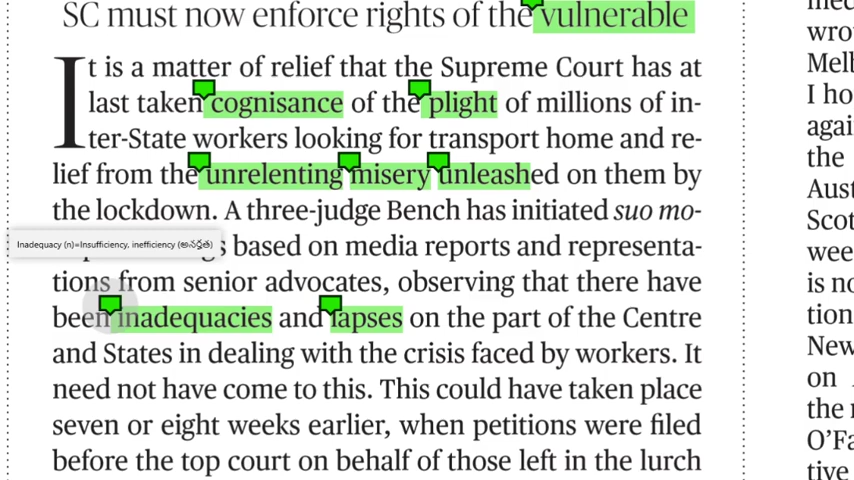 SC must now enforce rights of the vulnerable
It is a matter of relief that the Supreme Court has at
last taken cognisance of the plight of millions of in-
ter-State workers looking for transport home and re-
lief from the unrelenting misery unleashed on them by
the lockdown. A three-judge Bench has initiated suo mo-
Inadequacy (n)=Insufficiency, inefficiency (అసమర్థత)
s based on media reports and representa-
tions from senior advocates, observing that there have
been inadequacies and lapses on the part of the Centre
and States in dealing with the crisis faced by workers. It
need not have come to this. This could have taken place
seven or eight weeks earlier, when petitions were filed
before the top court on behalf of those left in the lurch
wro
Melb
I ho
agai
the
Aust
Scot
wee
is no
tion
New
on
the r
O'Fa
tive